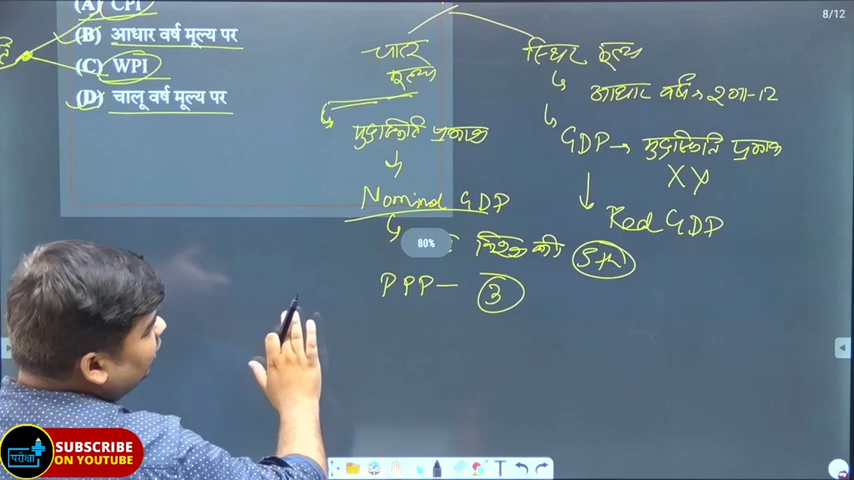 8/12
(A) CPI
(B) आधार वर्ष मूल्य पर
(C) WPI
(D) चालू वर्ष मूल्य पर
चालू मूल्य
मुद्रास्फिति प्रभाव
Nominal GDP
विश्व की 5th
PPP — 3
स्थिर मूल्य
आधार वर्ष → 2011-12
GDP → मुद्रास्फिति प्रभाव
XX
Real GDP
80%
परीक्षा
SUBSCRIBE
ON YOUTUBE